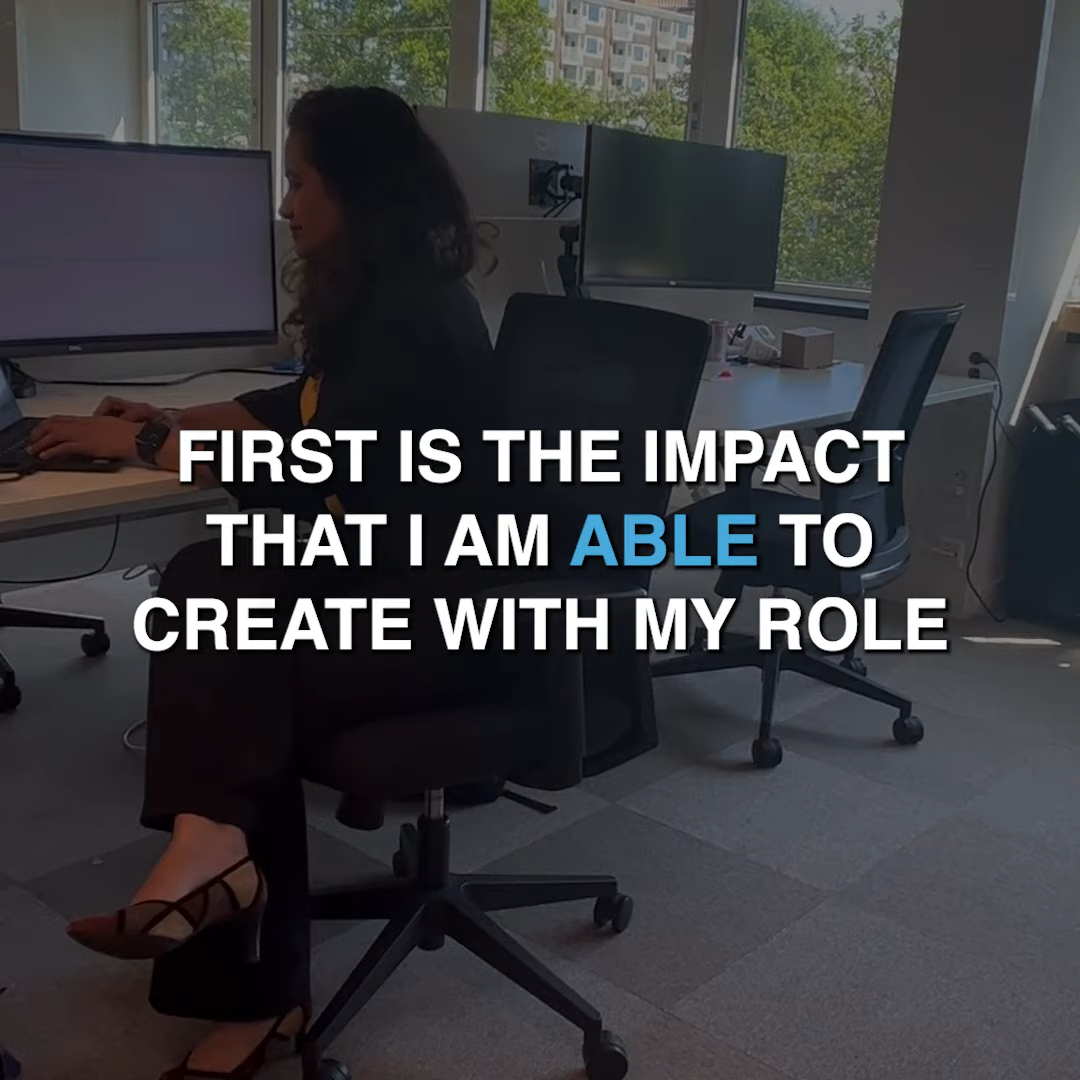 FIRST IS THE IMPACT
THAT I AM ABLE TO
CREATE WITH MY ROLE